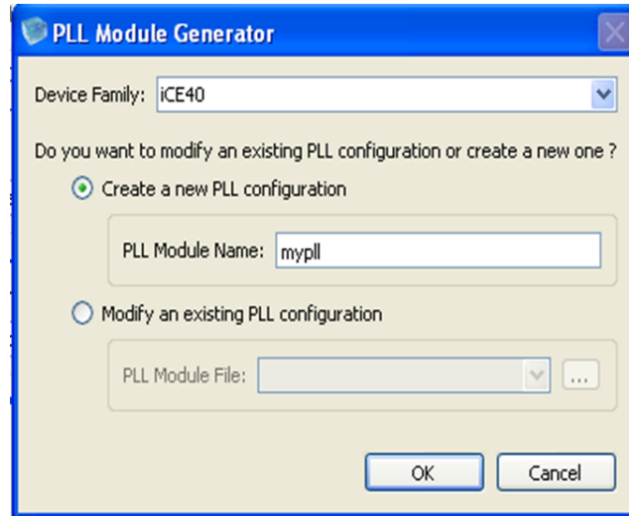 PLL Module Generator
Device Family: iCE40
Do you want to modify an existing PLL configuration or create a new one ?
Create a new PLL configuration
PLL Module Name: mypll
Modify an existing PLL configuration
PLL Module File: ...
OK Cancel